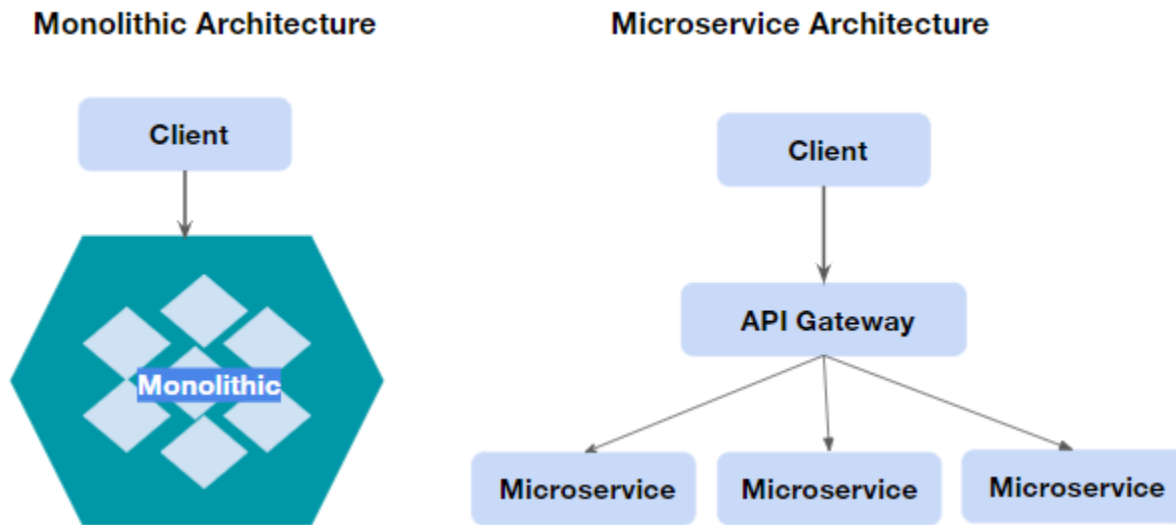 Monolithic Architecture
Microservice Architecture
Client
Client
Monolithic
API Gateway
Microservice
Microservice
Microservice